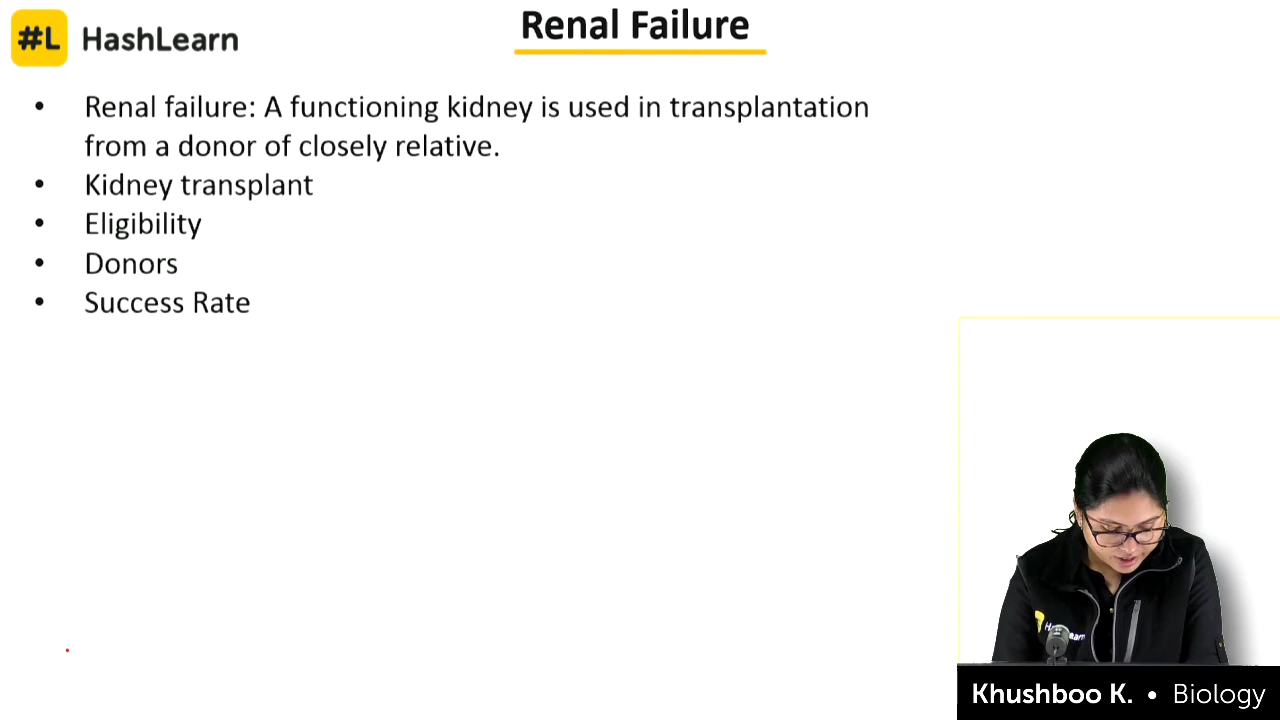 #L HashLearn
Renal Failure
• Renal failure: A functioning kidney is used in transplantation
from a donor of closely relative.
• Kidney transplant
• Eligibility
• Donors
• Success Rate
Khushboo K. • Biology